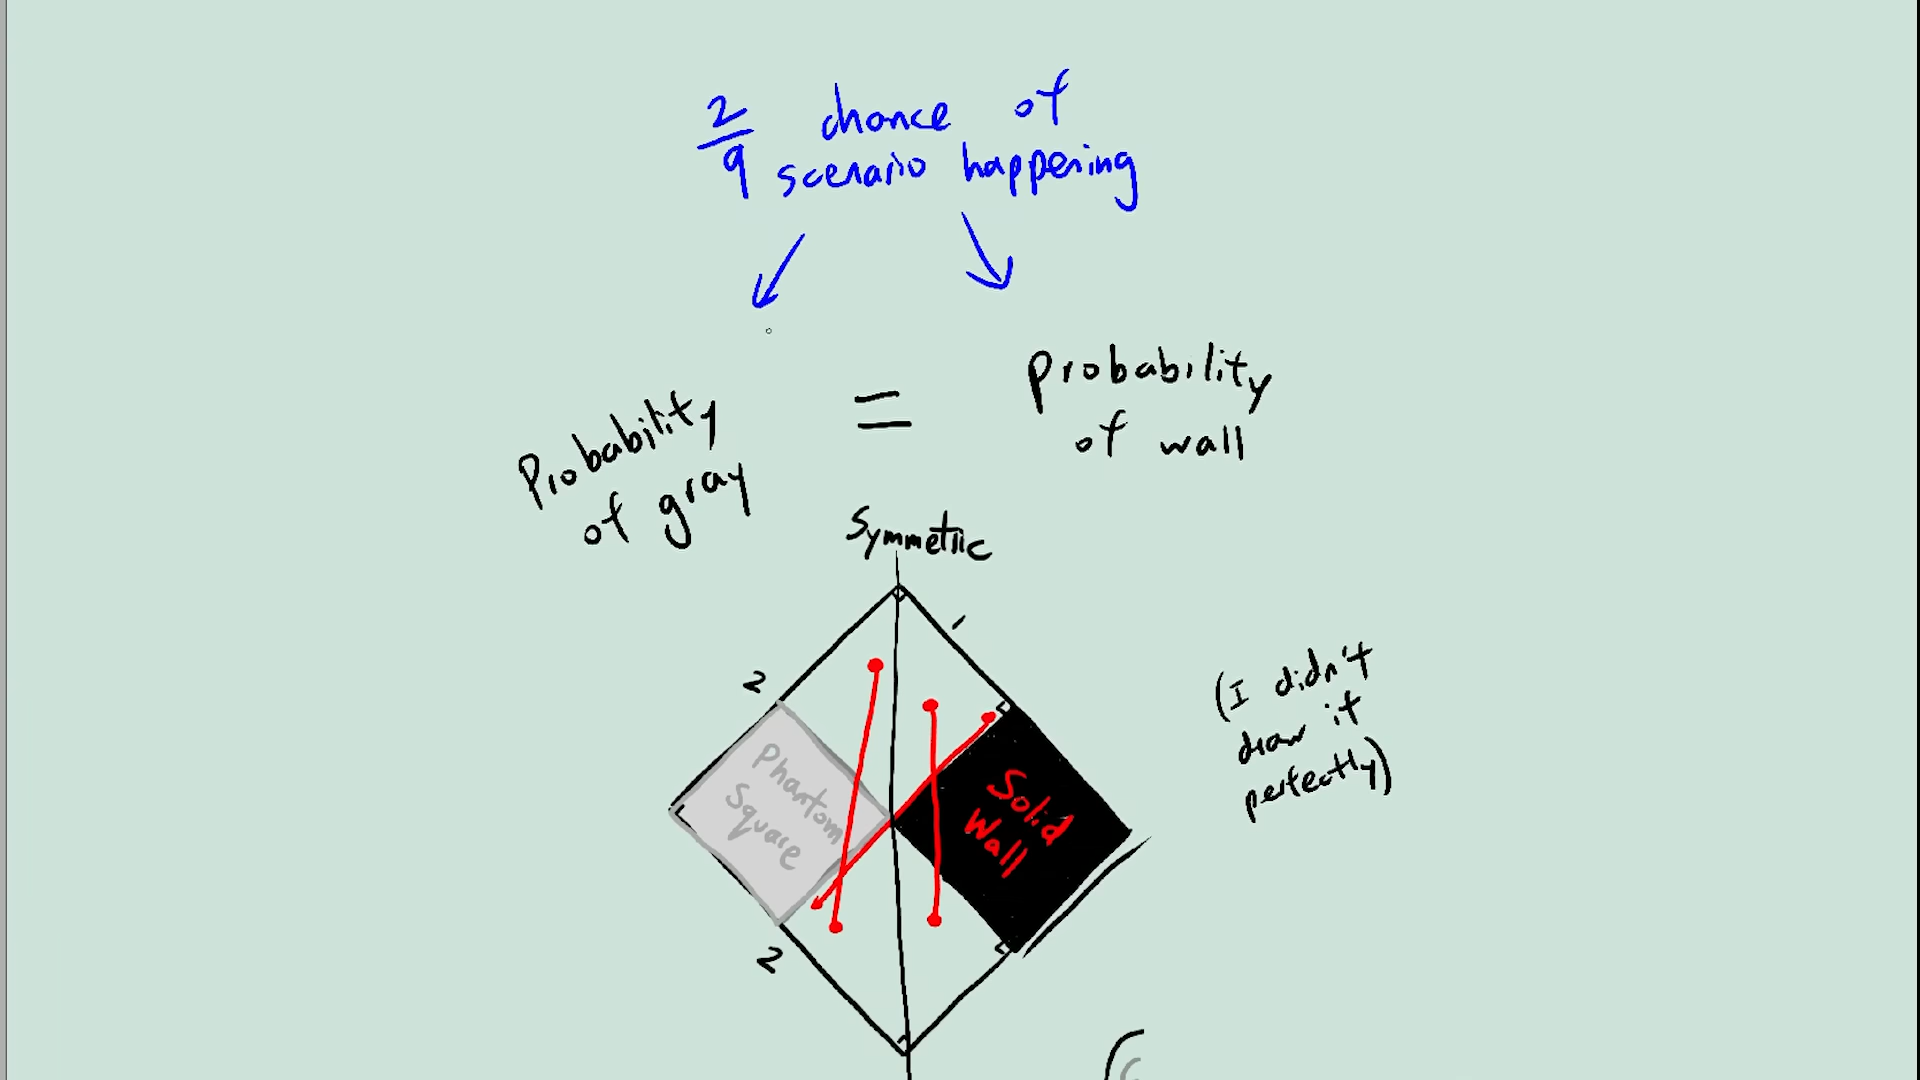 2/9 chance of
scenario happening
Probability
of gray
=
Probability
of wall
Symmetric
1
2
2
Phantom
Square
Solid
Wall
(I didn't
draw it
perfectly)